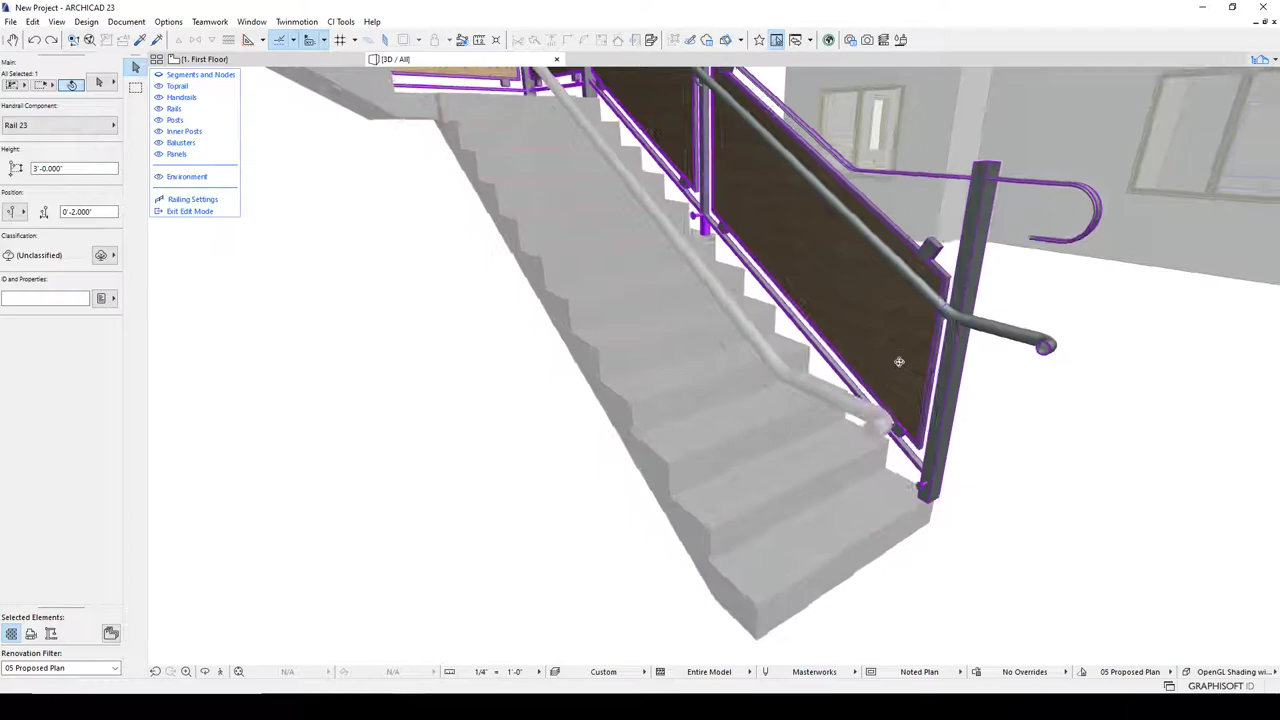 New Project - ARCHICAD 23
File Edit View Design Document Options Teamwork Window Twinmotion CI Tools Help
Main:
All Selected: 1
[1. First Floor]
[3D / All]
Handrail Component:
Rail 23
Height:
3'-0.000"
Position:
0'-2.000"
Classification:
(Unclassified)
ID and Properties:
Segments and Nodes
Toprail
Handrails
Rails
Posts
Inner Posts
Balusters
Panels
Environment
Railing Settings
Exit Edit Mode
Selected Elements:
Renovation Filter:
05 Proposed Plan
N/A N/A 1/4" = 1'-0" Custom Entire Model Masterworks Noted Plan No Overrides 05 Proposed Plan OpenGL Shading wi...
GRAPHISOFT ID